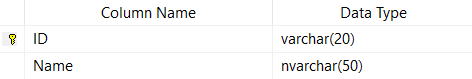 Column Name Data Type
ID varchar(20)
Name nvarchar(50)